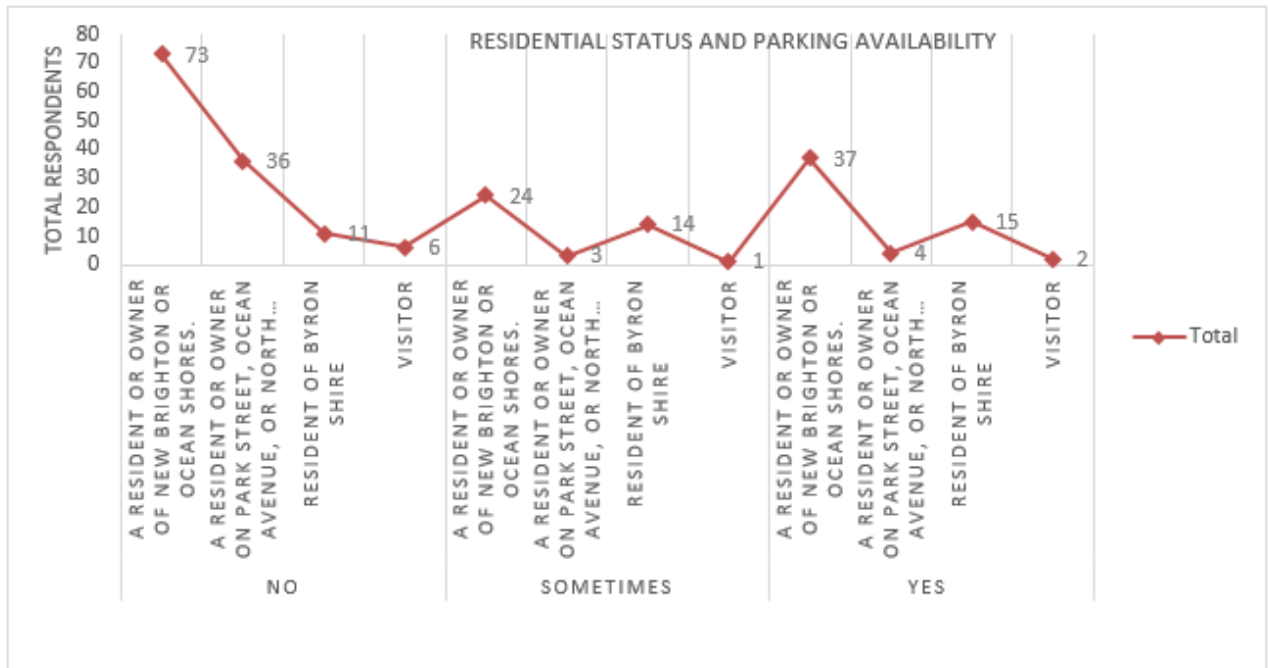 RESIDENTIAL STATUS AND PARKING AVAILABILITY
TOTAL RESPONDENTS
80
70
60
50
40
30
20
10
0
73
36
11
6
24
3
14
1
37
4
15
2
A RESIDENT OR OWNER
OF NEW BRIGHTON OR
OCEAN SHORES.
A RESIDENT OR OWNER
ON PARK STREET, OCEAN
AVENUE, OR NORTH...
RESIDENT OF BYRON
SHIRE
VISITOR
A RESIDENT OR OWNER
OF NEW BRIGHTON OR
OCEAN SHORES.
A RESIDENT OR OWNER
ON PARK STREET, OCEAN
AVENUE, OR NORTH...
RESIDENT OF BYRON
SHIRE
VISITOR
A RESIDENT OR OWNER
OF NEW BRIGHTON OR
OCEAN SHORES.
A RESIDENT OR OWNER
ON PARK STREET, OCEAN
AVENUE, OR NORTH...
RESIDENT OF BYRON
SHIRE
VISITOR
NO
SOMETIMES
YES
Total